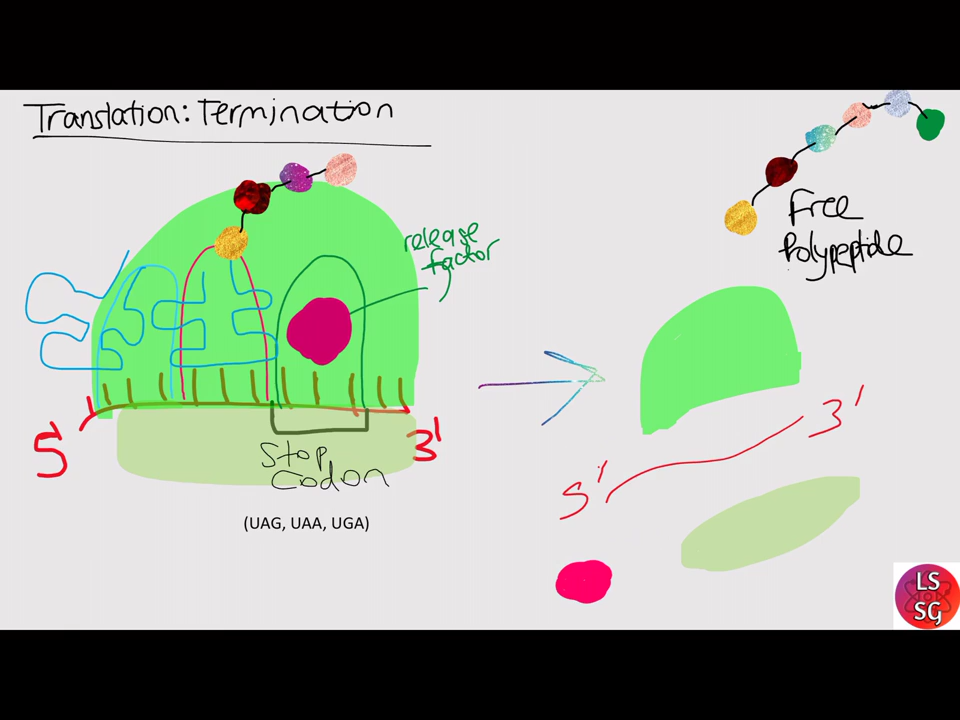 Translation: Termination
release
factor
Free
Polypeptide
5'
3'
Stop
Codon
(UAG, UAA, UGA)
5'
3'
LS
SG